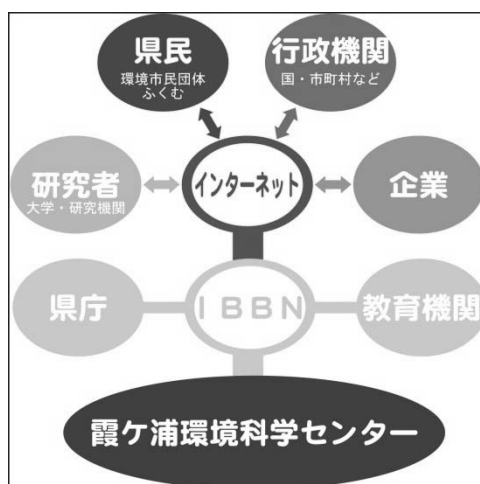 県民
環境市民団体
ふくむ
行政機関
国・市町村など
研究者
大学・研究機関
インターネット
企業
県庁
IBBN
教育機関
霞ケ浦環境科学センター